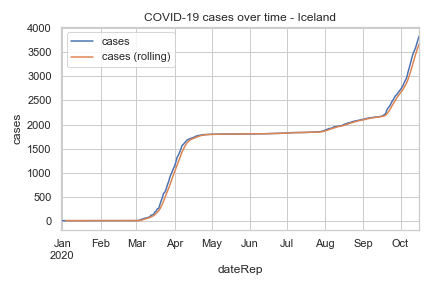 COVID-19 cases over time - Iceland
cases
cases (rolling)
4000
3500
3000
2500
2000
1500
1000
500
0
cases
Jan Feb Mar Apr May Jun Jul Aug Sep Oct
2020
dateRep